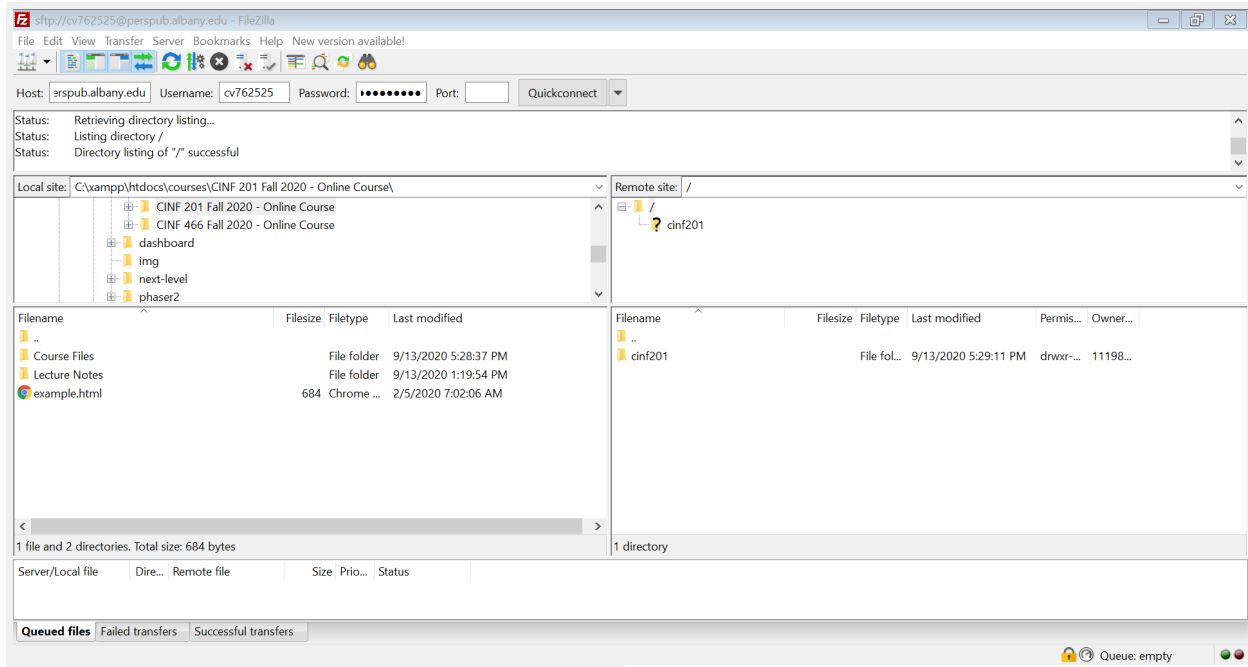 sftp://cv762525@perspub.albany.edu - FileZilla
File Edit View Transfer Server Bookmarks Help New version available!
Host: erspub.albany.edu Username: cv762525 Password: ●●●●●●●●● Port: Quickconnect
Status: Retrieving directory listing...
Status: Listing directory /
Status: Directory listing of "/" successful
Local site: C:\xampp\htdocs\courses\CINF 201 Fall 2020 - Online Course\
CINF 201 Fall 2020 - Online Course
CINF 466 Fall 2020 - Online Course
dashboard
img
next-level
phaser2
Remote site: /
/
? cinf201
Filename Filesize Filetype Last modified
..
Course Files File folder 9/13/2020 5:28:37 PM
Lecture Notes File folder 9/13/2020 1:19:54 PM
example.html 684 Chrome ... 2/5/2020 7:02:06 AM
1 file and 2 directories. Total size: 684 bytes
Filename Filesize Filetype Last modified Permis... Owner...
..
cinf201 File fol... 9/13/2020 5:29:11 PM drwxr-... 11198...
1 directory
Server/Local file Dire... Remote file Size Prio... Status
Queued files Failed transfers Successful transfers
Queue: empty